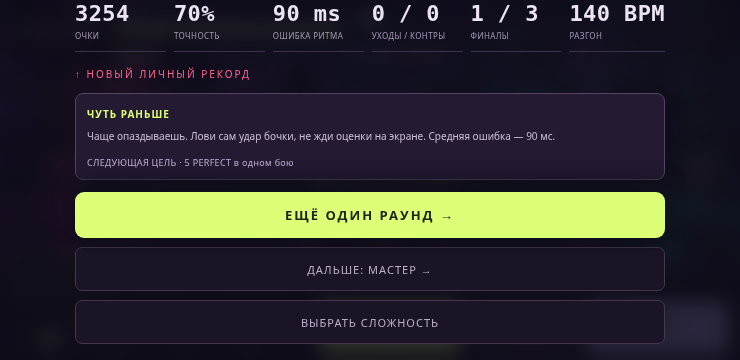 3254 70% 90 ms 0 / 0 1 / 3 140 BPM
ОЧКИ ТОЧНОСТЬ ОШИБКА РИТМА УХОДЫ / КОНТРЫ ФИНАЛЫ РАЗГОН
↑ НОВЫЙ ЛИЧНЫЙ РЕКОРД
ЧУТЬ РАНЬШЕ
Чаще опаздываешь. Лови сам удар бочки, не жди оценки на экране. Средняя ошибка — 90 мс.
СЛЕДУЮЩАЯ ЦЕЛЬ · 5 PERFECT в одном бою
ЕЩЁ ОДИН РАУНД →
ДАЛЬШЕ: МАСТЕР →
ВЫБРАТЬ СЛОЖНОСТЬ